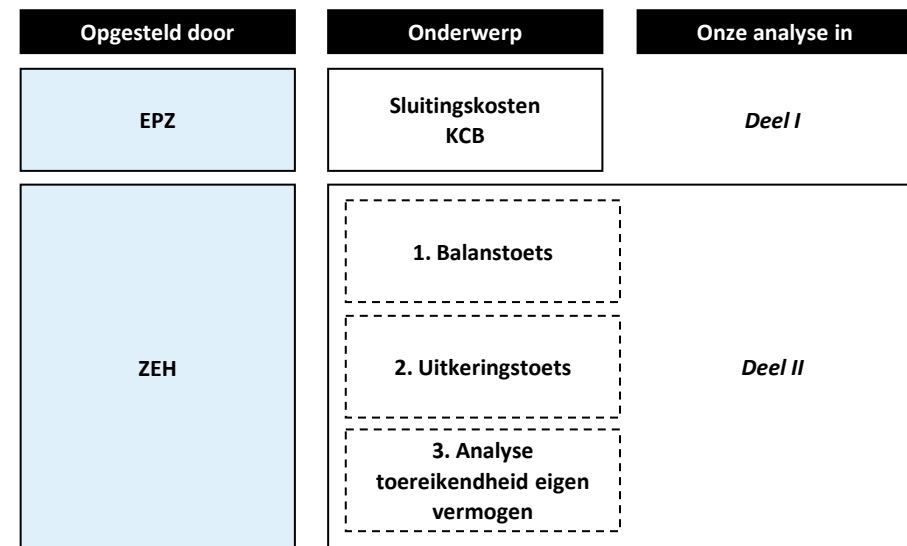 Opgesteld door
Onderwerp
Onze analyse in
EPZ
Sluitingskosten
KCB
Deel I
ZEH
1. Balanstoets
2. Uitkeringstoets
3. Analyse
toereikendheid eigen
vermogen
Deel II